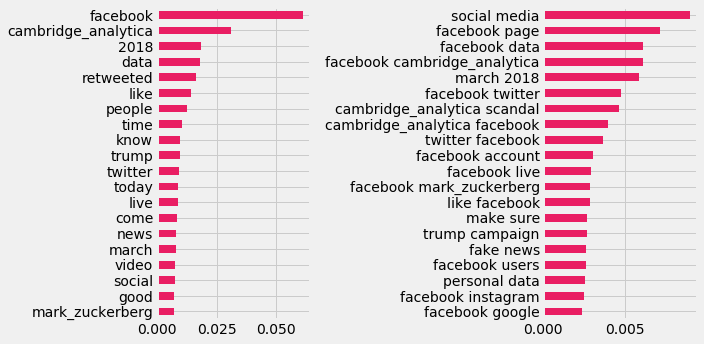 facebook
cambridge_analytica
2018
data
retweeted
like
people
time
know
trump
twitter
today
live
come
news
march
video
social
good
mark_zuckerberg
0.000 0.025 0.050
social media
facebook page
facebook data
facebook cambridge_analytica
march 2018
facebook twitter
cambridge_analytica scandal
cambridge_analytica facebook
twitter facebook
facebook account
facebook live
facebook mark_zuckerberg
like facebook
make sure
trump campaign
fake news
facebook users
personal data
facebook instagram
facebook google
0.000 0.005